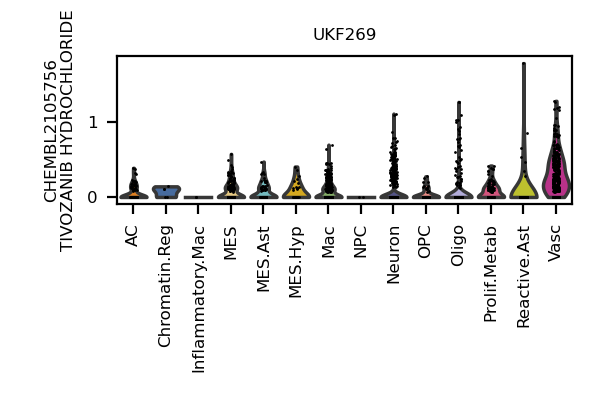 UKF269
CHEMBL2105756
TIVOZANIB HYDROCHLORIDE
1
0
AC
Chromatin.Reg
Inflammatory.Mac
MES
MES.Ast
MES.Hyp
Mac
NPC
Neuron
OPC
Oligo
Prolif.Metab
Reactive.Ast
Vasc